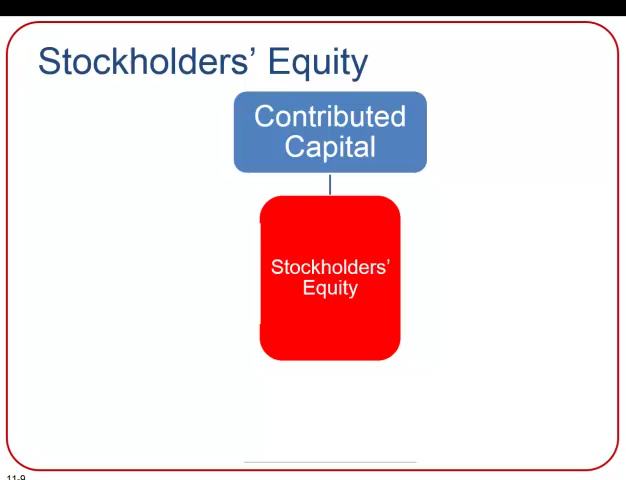 Stockholders’ Equity
Contributed
Capital
Stockholders’
Equity
11-9